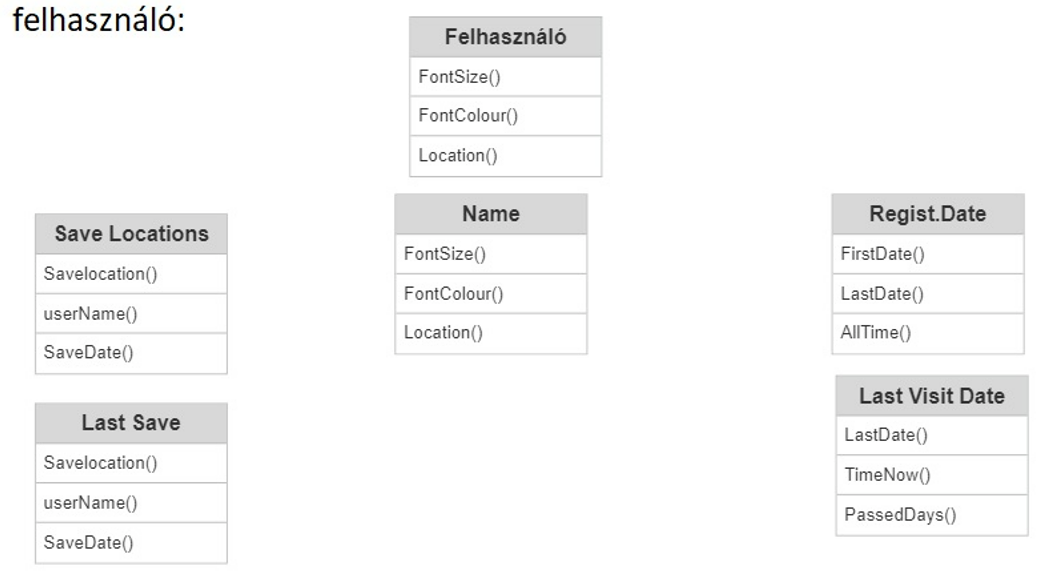 felhasználó:
Felhasználó
FontSize()
FontColour()
Location()
Save Locations
Savelocation()
userName()
SaveDate()
Name
FontSize()
FontColour()
Location()
Regist.Date
FirstDate()
LastDate()
AllTime()
Last Save
Savelocation()
userName()
SaveDate()
Last Visit Date
LastDate()
TimeNow()
PassedDays()